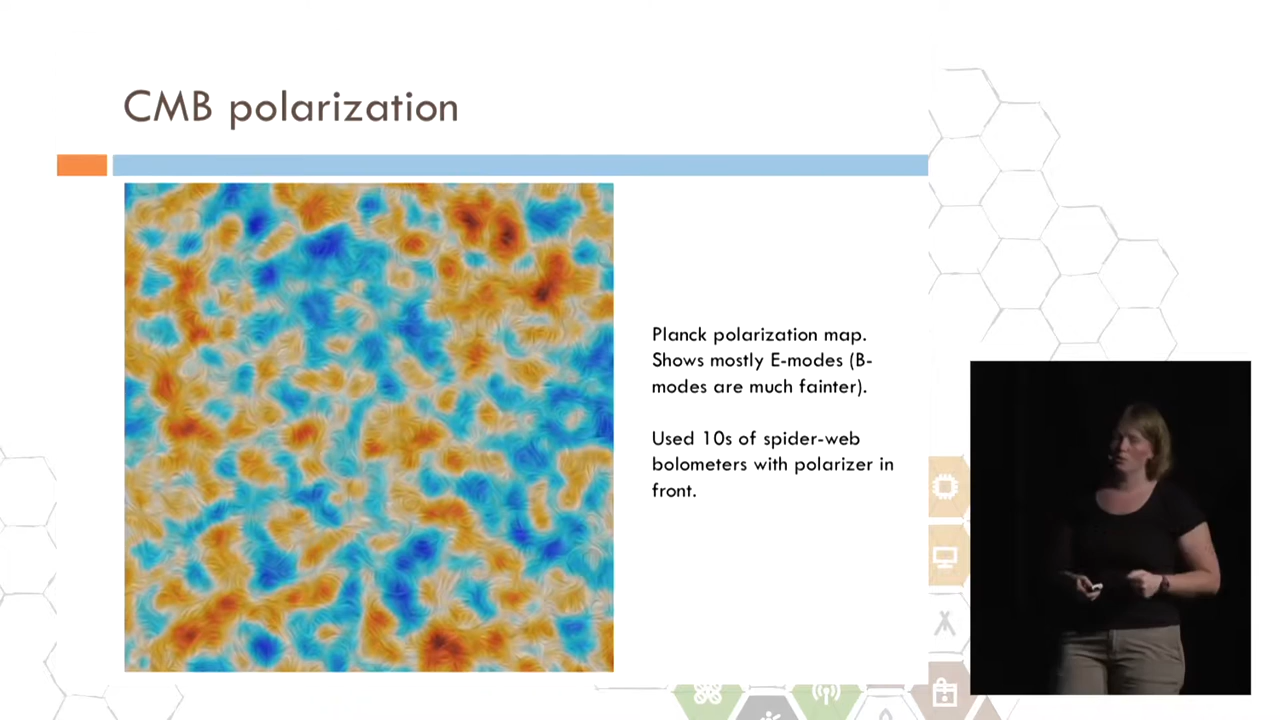 CMB polarization
Planck polarization map.
Shows mostly E-modes (B-
modes are much fainter).
Used 10s of spider-web
bolometers with polarizer in
front.